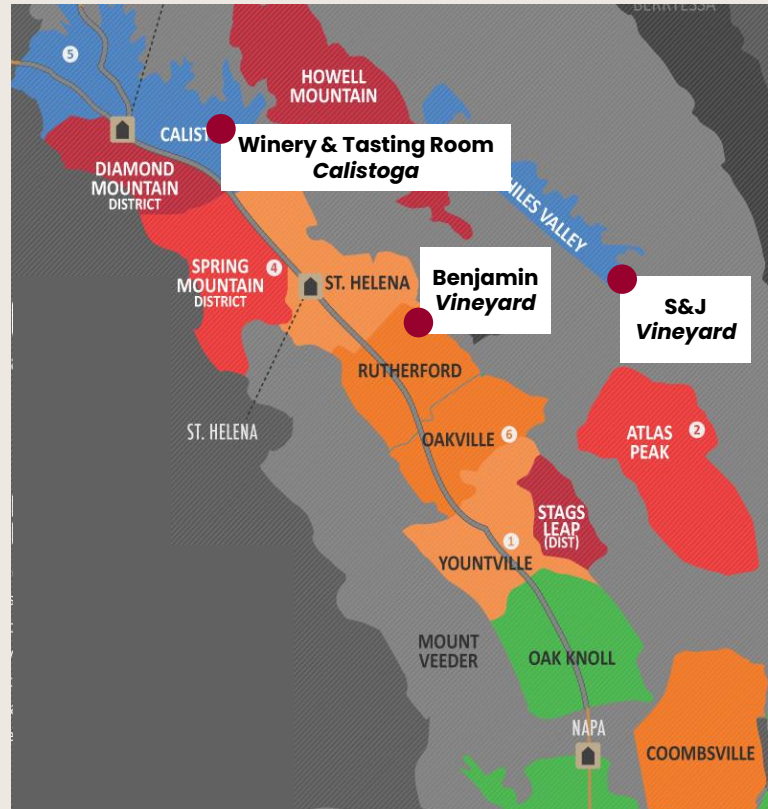 BERRYESSA
5
HOWELL
MOUNTAIN
CALIST
Winery & Tasting Room
Calistoga
DIAMOND
MOUNTAIN
DISTRICT
VALLEY
SPRING
MOUNTAIN
DISTRICT
4
ST. HELENA
Benjamin
Vineyard
S&J
Vineyard
RUTHERFORD
ST. HELENA
OAKVILLE
6
ATLAS
PEAK
2
STAGS
LEAP
(DIST)
1
YOUNTVILLE
MOUNT
VEEDER
OAK KNOLL
NAPA
COOMBSVILLE